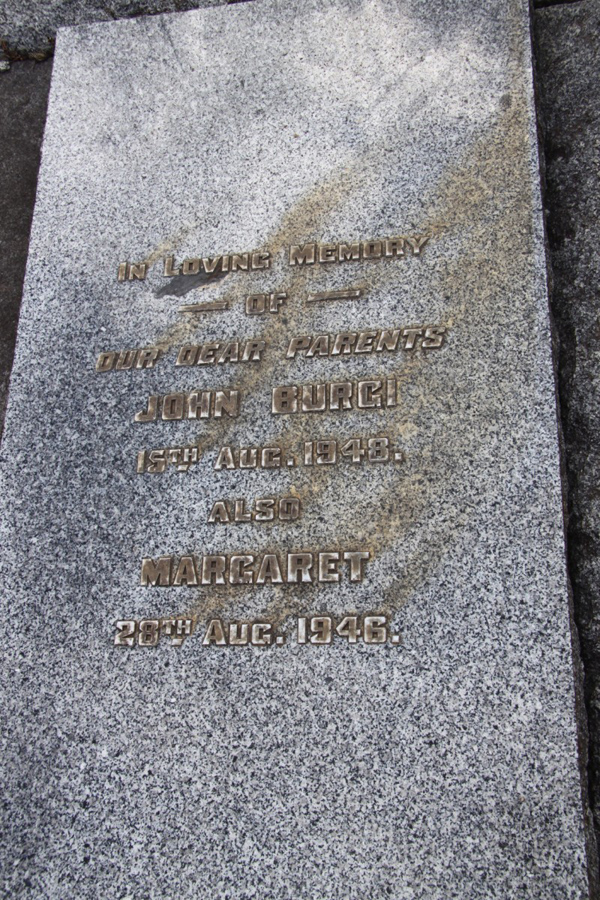 In Loving Memory
— OF —
OUR DEAR PARENTS
JOHN BURGI
15TH AUG. 1948.
ALSO
MARGARET
28TH AUG. 1946.